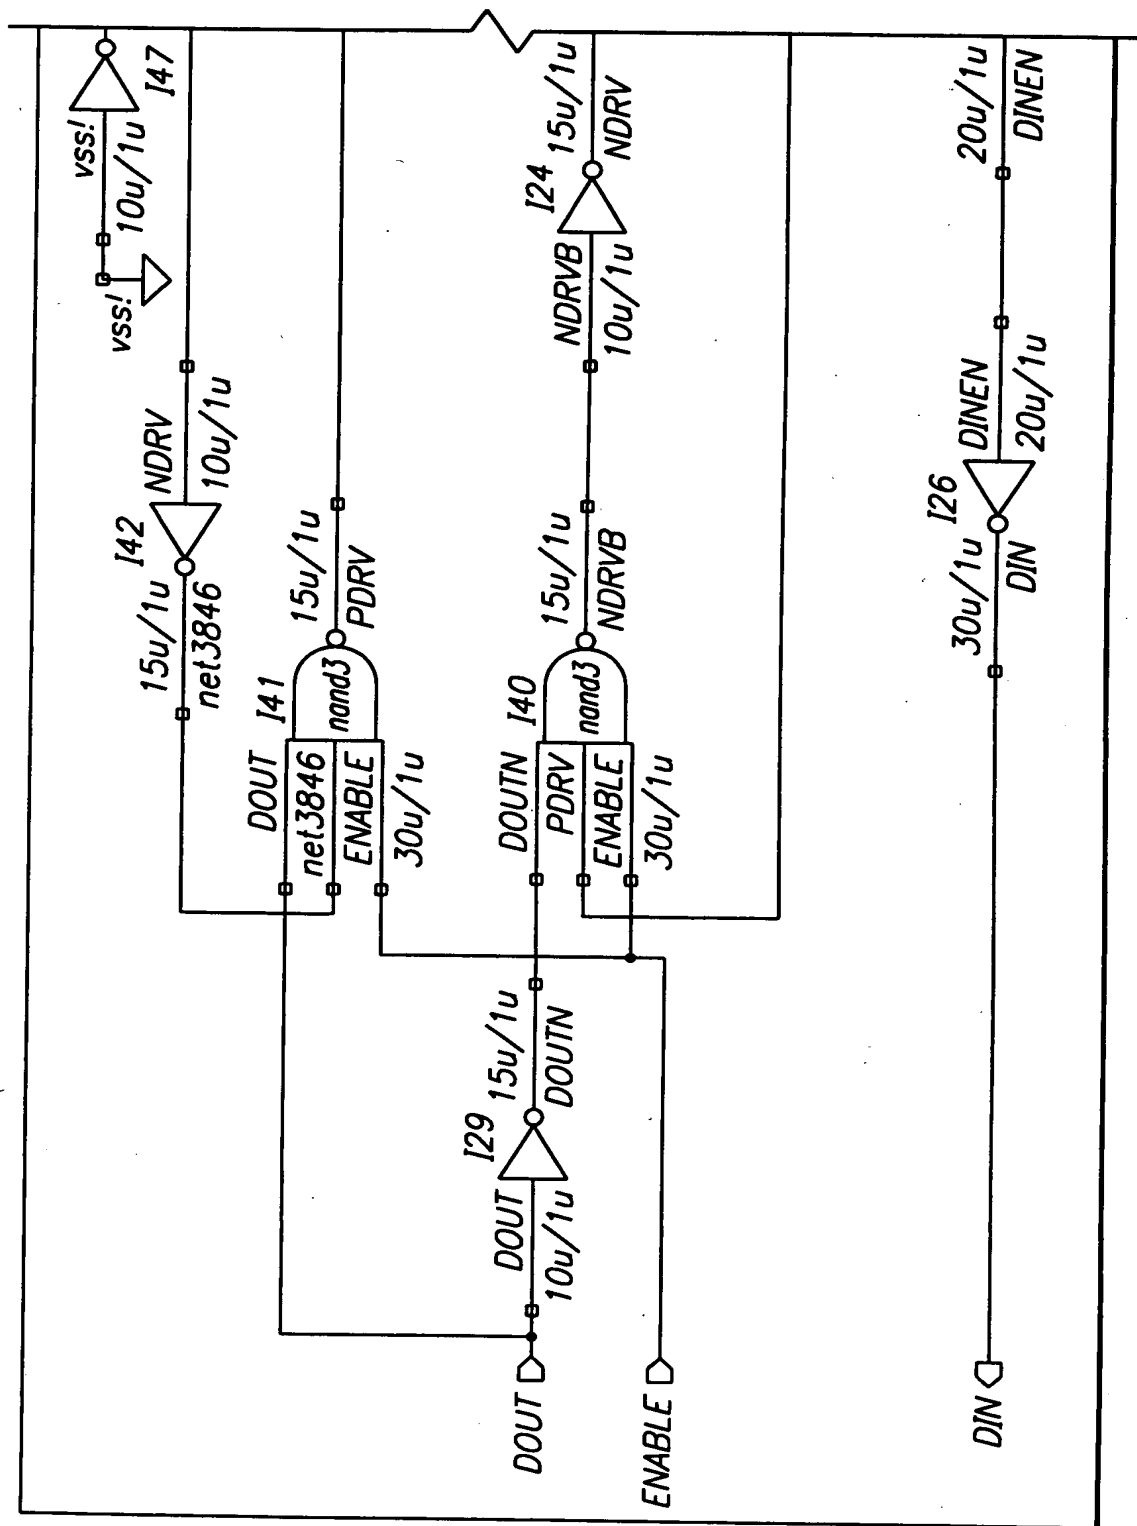 vss!
I47
10u/1u
vss!
NDRV
10u/1u
I42
15u/1u
net3846
15u/1u
PDRV
I41
nand3
DOUT
net3846
ENABLE
30u/1u
15u/1u
NDRV
I24
NDRVB
10u/1u
15u/1u
NDRVB
I40
nand3
DOUTN
PDRV
ENABLE
30u/1u
15u/1u
DOUTN
I29
DOUT
10u/1u
DOUT
ENABLE
20u/1u
DINEN
DINEN
20u/1u
I26
30u/1u
DIN
DIN